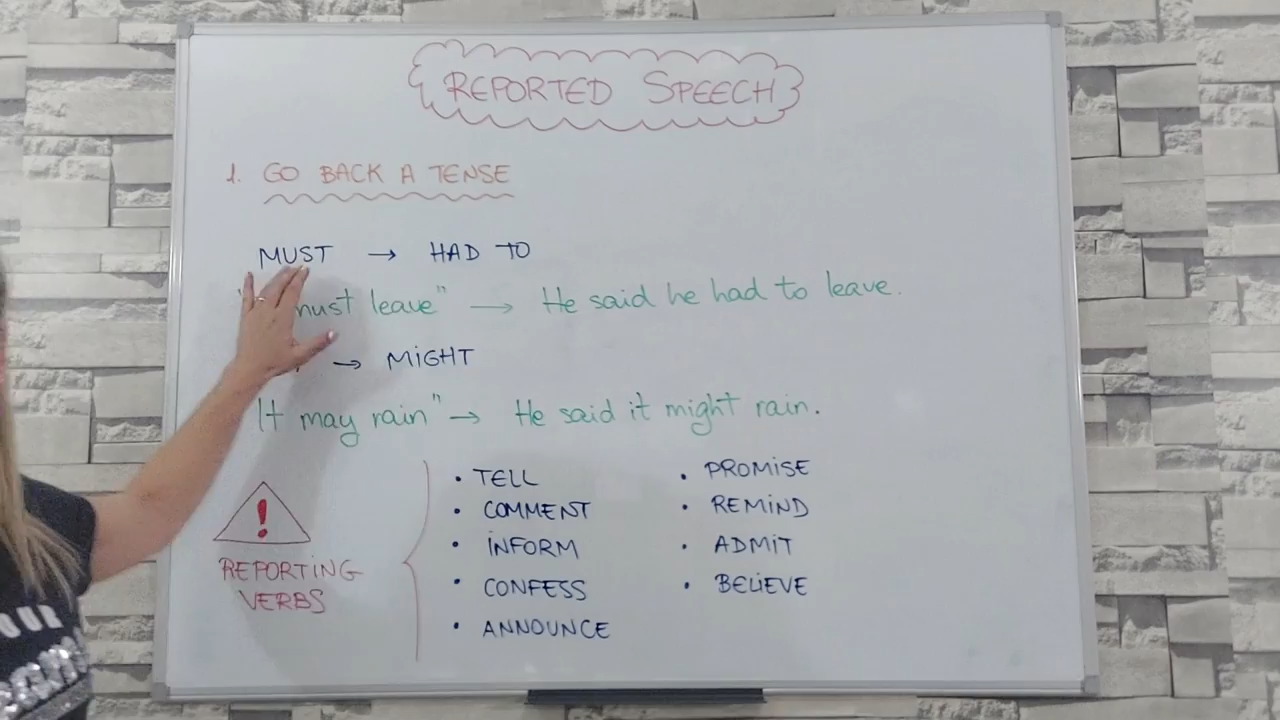 REPORTED SPEECH
1. GO BACK A TENSE
MUST → HAD TO
must leave" → He said he had to leave.
→ MIGHT
It may rain" → He said it might rain.
REPORTING
VERBS
• TELL
• COMMENT
• INFORM
• CONFESS
• ANNOUNCE
• PROMISE
• REMIND
• ADMIT
• BELIEVE